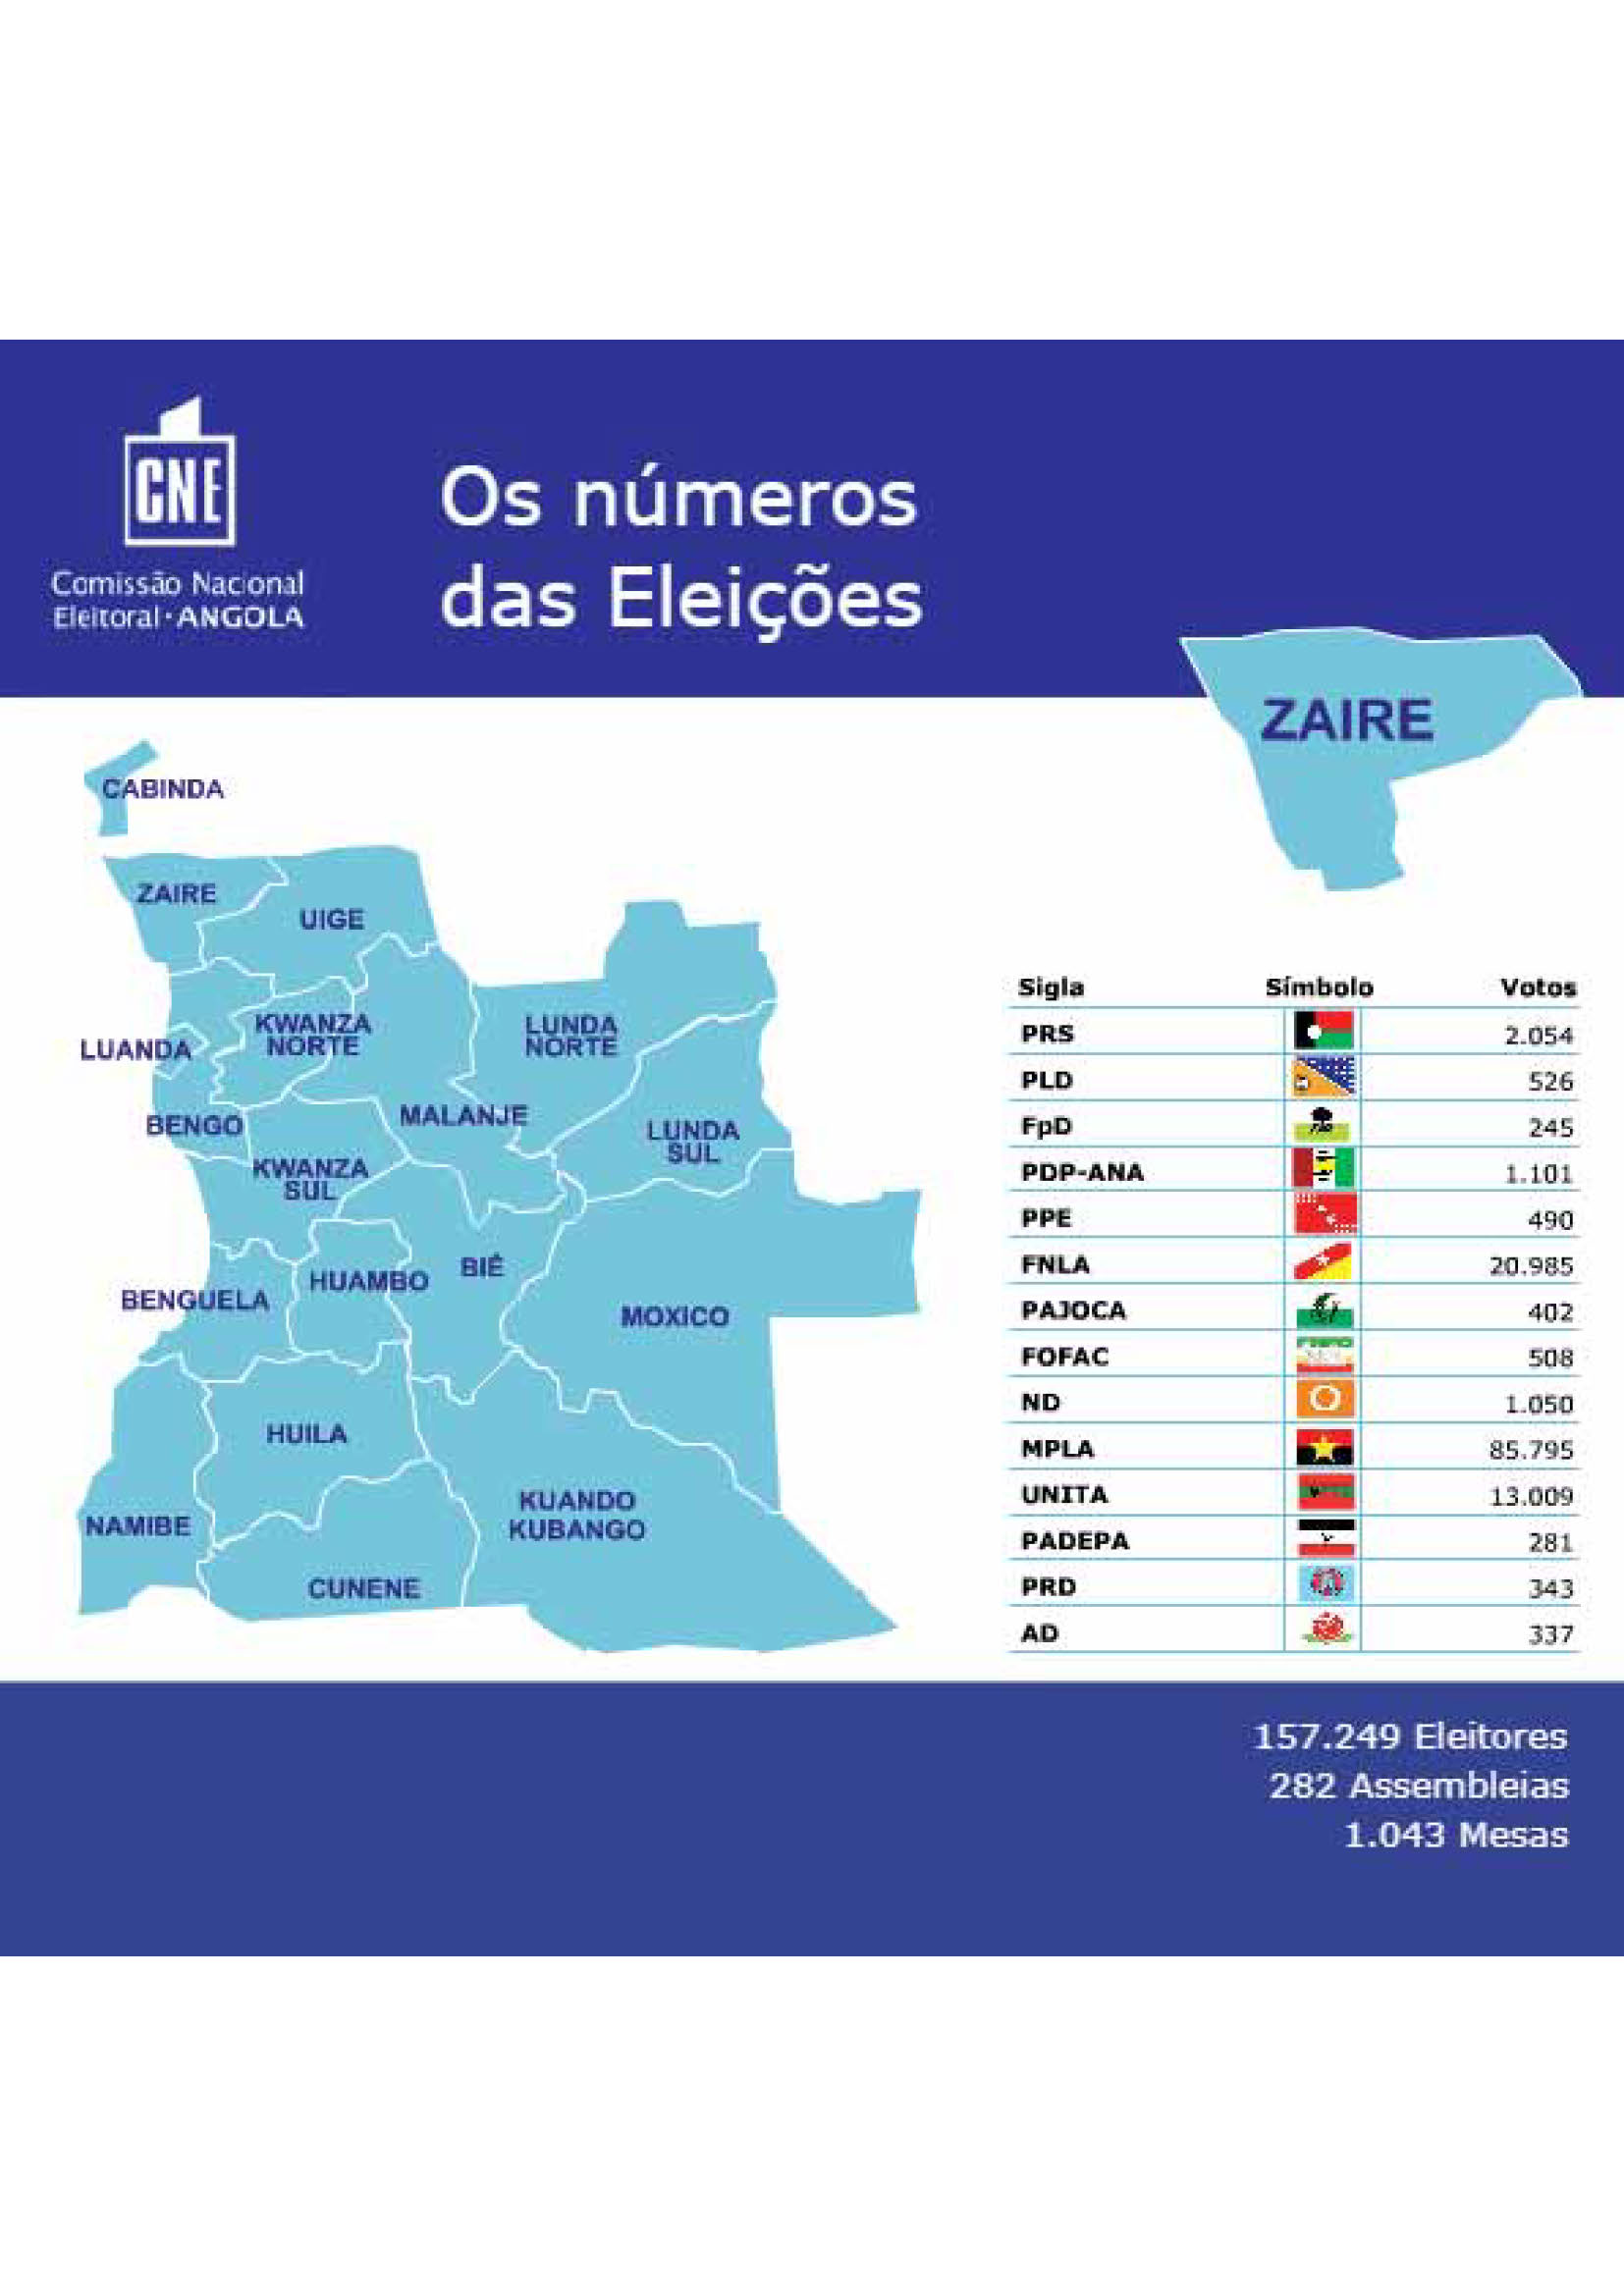 CNE
Comissão Nacional
Eleitoral·ANGOLA
Os números
das Eleições
ZAIRE
CABINDA
ZAIRE
UIGE
LUANDA
KWANZA
NORTE
LUNDA
NORTE
BENGO
MALANJE
LUNDA
SUL
KWANZA
SUL
BENGUELA
HUAMBO
BIÉ
MOXICO
HUILA
NAMIBE
KUANDO
KUBANGO
CUNENE
Sigla Símbolo Votos
PRS 2.054
PLD 526
FpD 245
PDP-ANA 1.101
PPE 490
FNLA 20.985
PAJOCA 402
FOFAC 508
ND 1.050
MPLA 85.795
UNITA 13.009
PADEPA 281
PRD 343
AD 337
157.249 Eleitores
282 Assembleias
1.043 Mesas